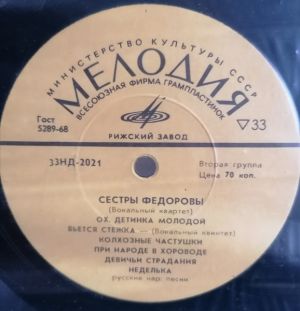 МИНИСТЕРСТВО КУЛЬТУРЫ СССР
МЕЛОДИЯ
ВСЕСОЮЗНАЯ ФИРМА ГРАМПЛАСТИНОК
Гост
5289-68
▽33
РИЖСКИЙ ЗАВОД
33НД-2021
Вторая группа
Цена 70 коп.
СЕСТРЫ ФЕДОРОВЫ
(Вокальный квартет)
ОХ, ДЕТИНКА МОЛОДОЙ
ВЬЕТСЯ СТЕЖКА — (Вокальный квинтет)
КОЛХОЗНЫЕ ЧАСТУШКИ
ПРИ НАРОДЕ В ХОРОВОДЕ
ДЕВИЧЬИ СТРАДАНИЯ
НЕДЕЛЬКА
русские нар. песни